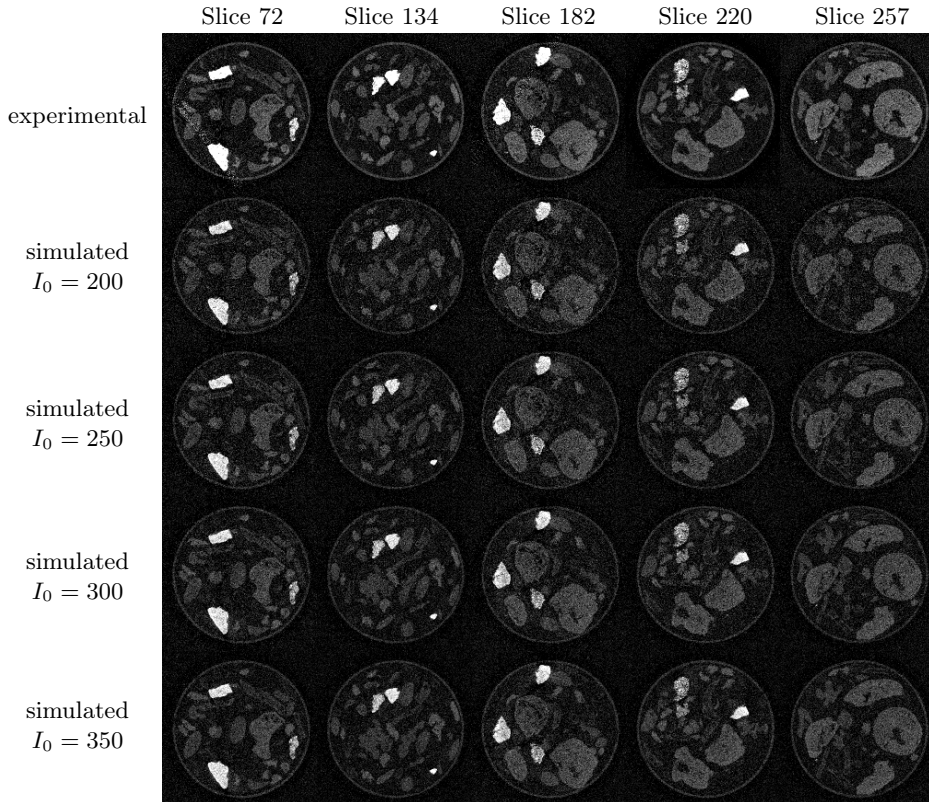 Slice 72 Slice 134 Slice 182 Slice 220 Slice 257
experimental
simulated
I₀ = 200
simulated
I₀ = 250
simulated
I₀ = 300
simulated
I₀ = 350